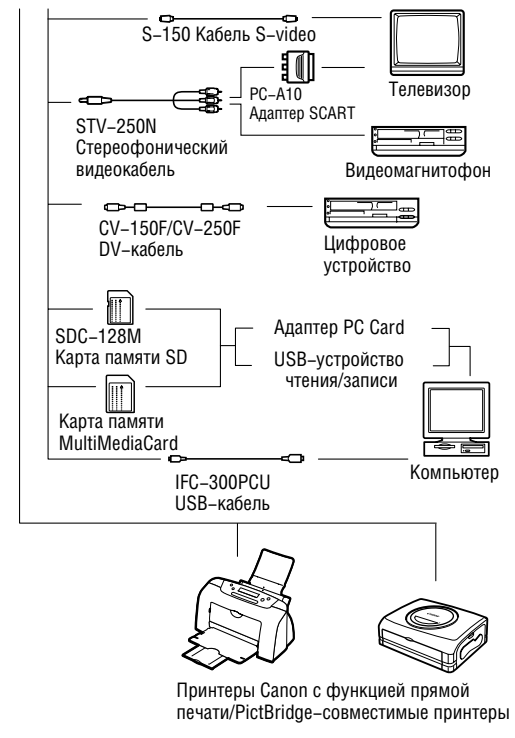 S–150 Кабель S–video
Телевизор
PC–A10
Адаптер SCART
STV–250N
Стереофонический
видеокабель
Видеомагнитофон
CV–150F/CV–250F
DV–кабель
Цифровое
устройство
SDC–128M
Карта памяти SD
Адаптер PC Card
USB–устройство
чтения/записи
Карта памяти
MultiMediaCard
Компьютер
IFC–300PCU
USB–кабель
Принтеры Canon с функцией прямой
печати/PictBridge–совместимые принтеры